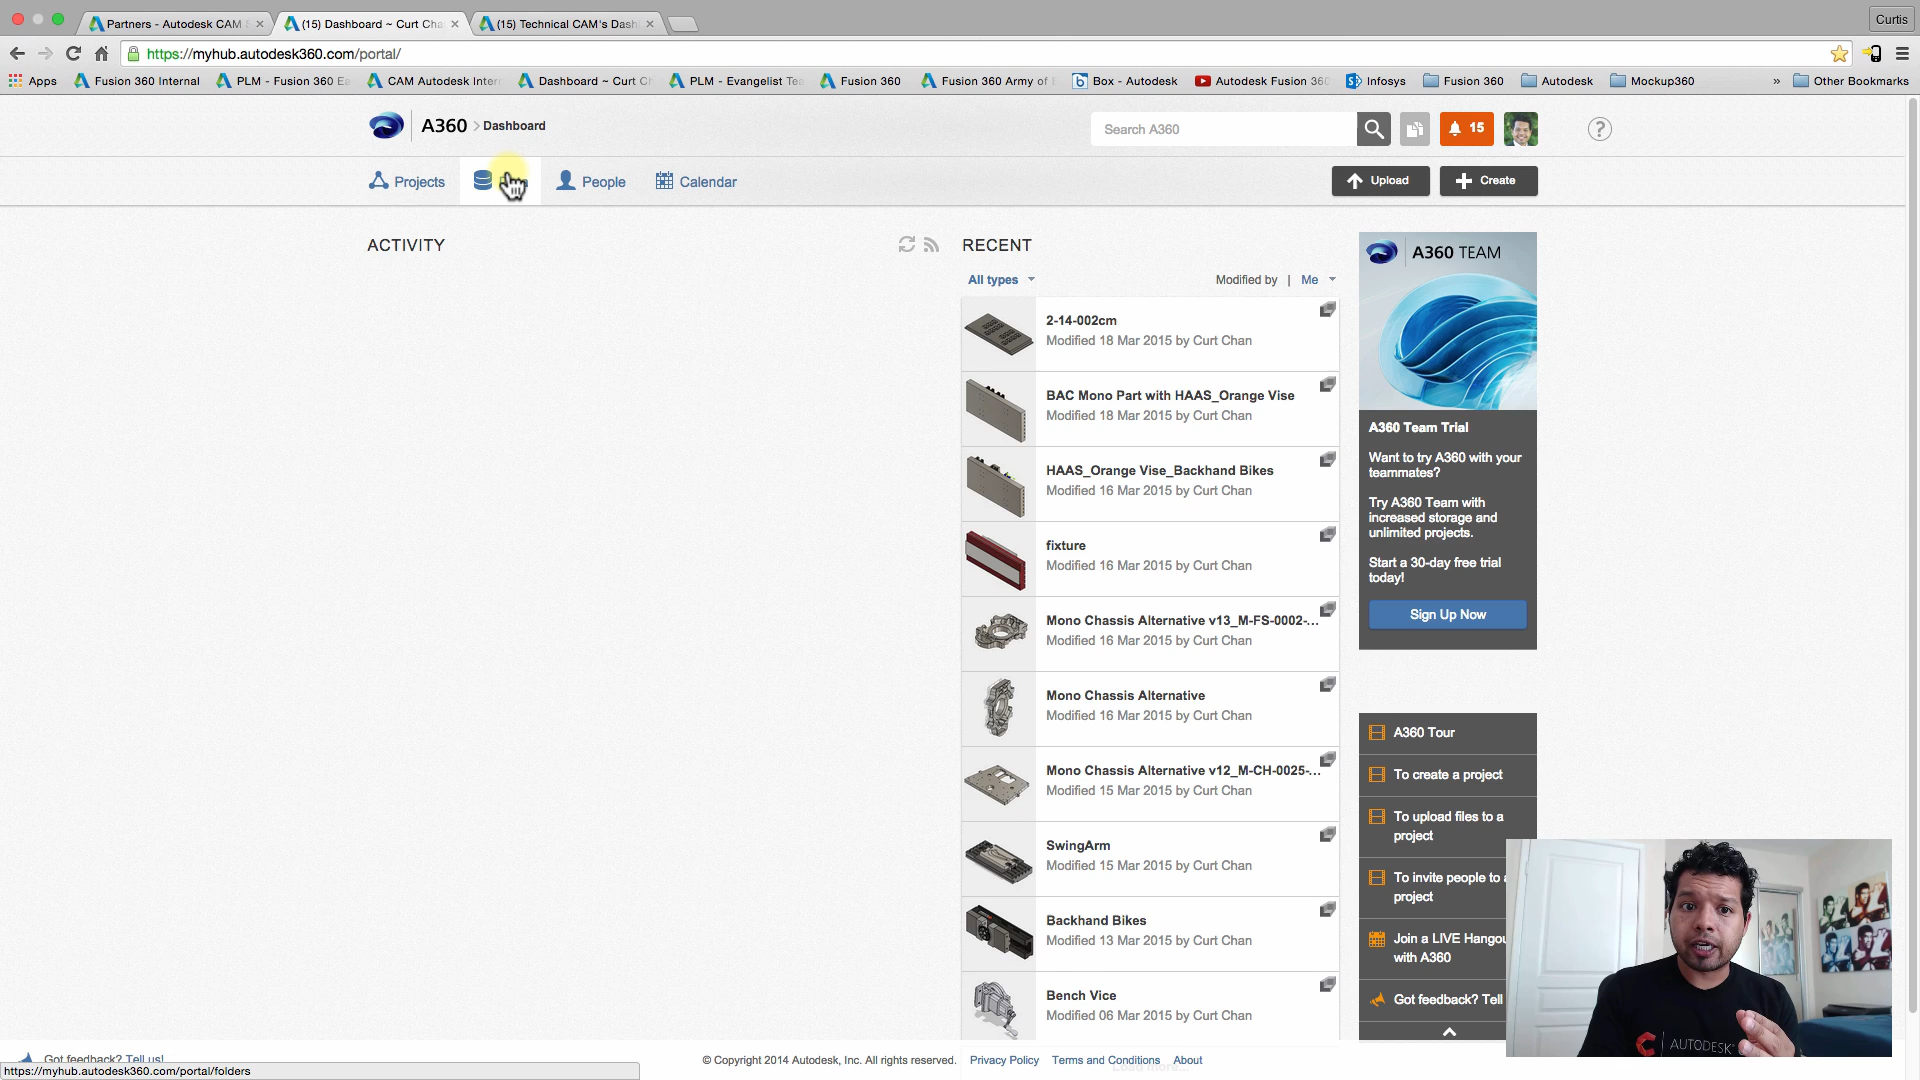 Partners - Autodesk CAM S
(15) Dashboard ~ Curt Cha
(15) Technical CAM's Dash
Curtis
https://myhub.autodesk360.com/portal/
Apps
Fusion 360 Internal
PLM - Fusion 360 Ea
CAM Autodesk Inter
Dashboard ~ Curt Ch
PLM - Evangelist Tea
Fusion 360
Fusion 360 Army of E
Box - Autodesk
Autodesk Fusion 360
Infosys
Fusion 360
Autodesk
Mockup360
»
Other Bookmarks
A360 > Dashboard
Search A360
15
?
Projects
People
Calendar
Upload
Create
ACTIVITY
RECENT
All types
Modified by | Me
2-14-002cm
Modified 18 Mar 2015 by Curt Chan
BAC Mono Part with HAAS_Orange Vise
Modified 18 Mar 2015 by Curt Chan
HAAS_Orange Vise_Backhand Bikes
Modified 16 Mar 2015 by Curt Chan
fixture
Modified 16 Mar 2015 by Curt Chan
Mono Chassis Alternative v13_M-FS-0002-...
Modified 16 Mar 2015 by Curt Chan
Mono Chassis Alternative
Modified 16 Mar 2015 by Curt Chan
Mono Chassis Alternative v12_M-CH-0025-...
Modified 15 Mar 2015 by Curt Chan
SwingArm
Modified 15 Mar 2015 by Curt Chan
Backhand Bikes
Modified 13 Mar 2015 by Curt Chan
Bench Vice
Modified 06 Mar 2015 by Curt Chan
Load more...
A360 TEAM
A360 Team Trial
Want to try A360 with your
teammates?
Try A360 Team with
increased storage and
unlimited projects.
Start a 30-day free trial
today!
Sign Up Now
A360 Tour
To create a project
To upload files to a
project
To invite people to a
project
Join a LIVE Hangou
with A360
Got feedback? Tell
AUTODESK
Got feedback? Tell us!
© Copyright 2014 Autodesk, Inc. All rights reserved.
Privacy Policy
Terms and Conditions
About
https://myhub.autodesk360.com/portal/folders